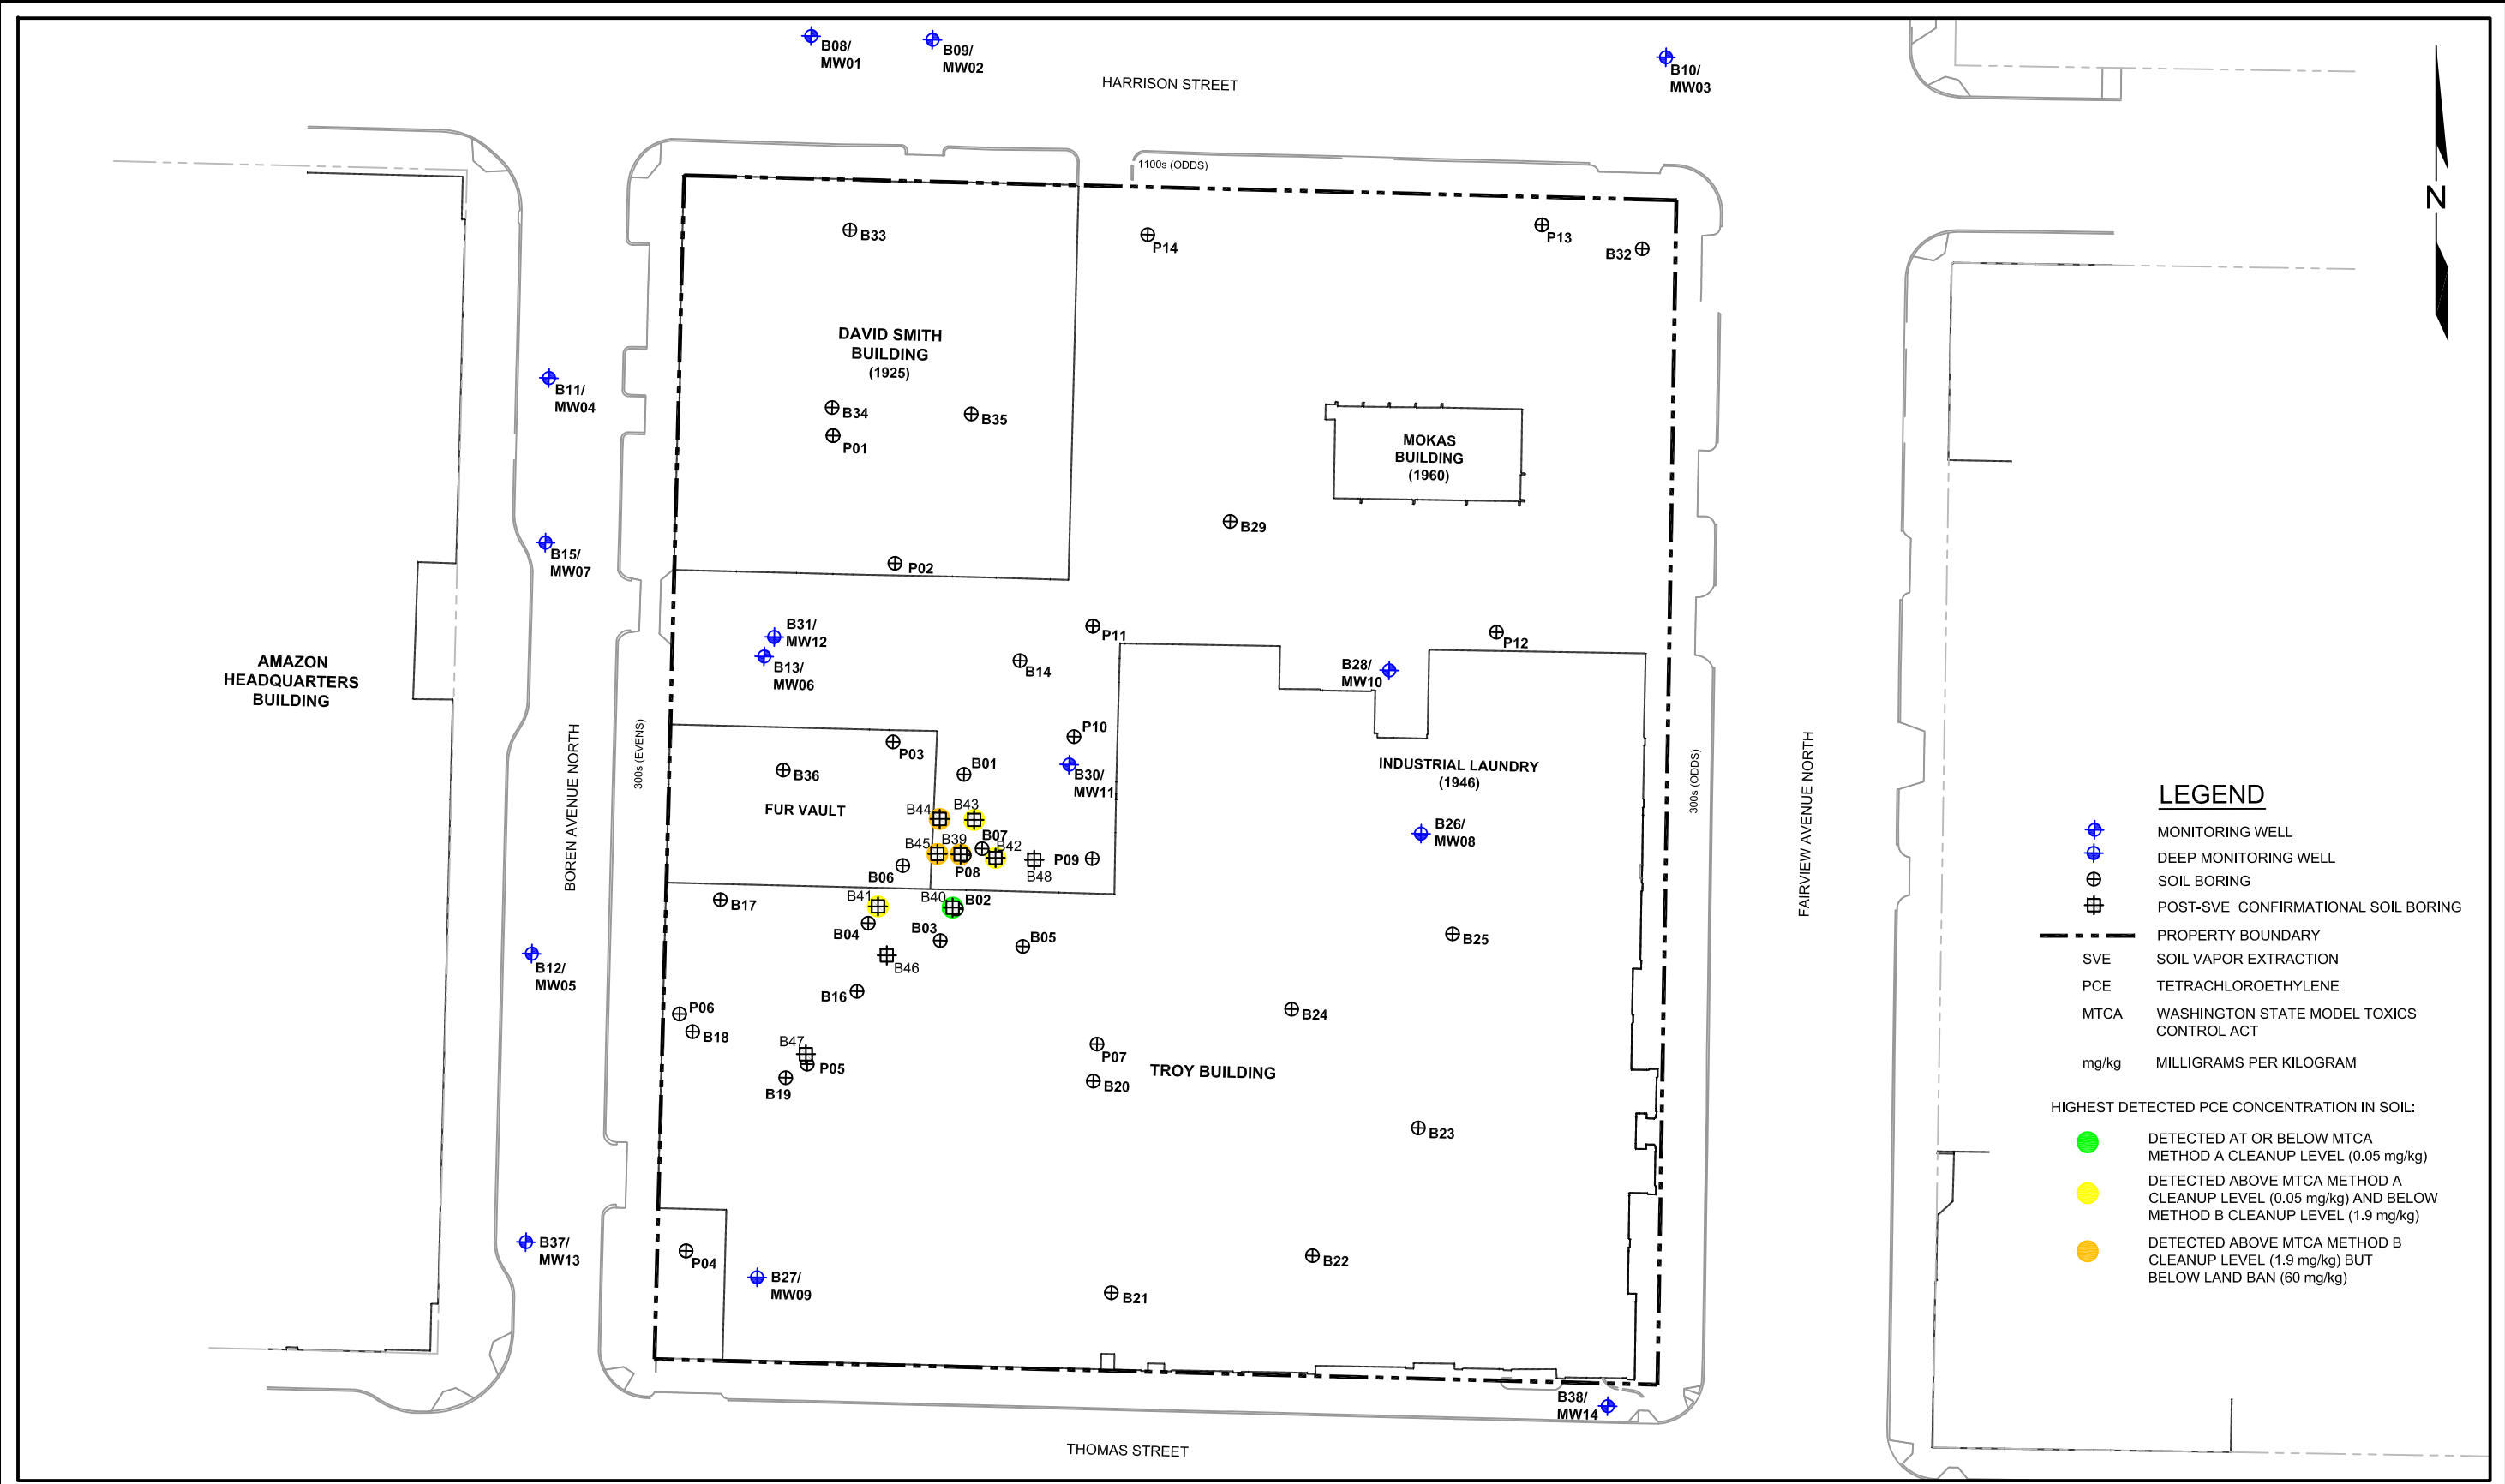 B08/
MW01
B09/
MW02
HARRISON STREET
B10/
MW03
1100s (ODDS)
N
B33
P14
P13
B32
DAVID SMITH
BUILDING
(1925)
B11/
MW04
B34
P01
B35
MOKAS
BUILDING
(1960)
B29
B15/
MW07
P02
B31/
MW12
B13/
MW06
P11
B14
P12
B28/
MW10
AMAZON
HEADQUARTERS
BUILDING
BOREN AVENUE NORTH
300s (EVENS)
P03
P10
B36
B01
B30/
MW11
FUR VAULT
INDUSTRIAL LAUNDRY
(1946)
300s (ODDS)
FAIRVIEW AVENUE NORTH
B44
B43
B26/
MW08
B45
B39
B07
B42
B06
P08
B48
P09
B17
B41
B40
B02
B04
B03
B05
B25
B46
B12/
MW05
B16
P06
B18
B24
B47
P05
B19
P07
B20
TROY BUILDING
B23
B37/
MW13
P04
B27/
MW09
B22
B21
B38/
MW14
THOMAS STREET
LEGEND
MONITORING WELL
DEEP MONITORING WELL
SOIL BORING
POST-SVE CONFIRMATIONAL SOIL BORING
PROPERTY BOUNDARY
SVE SOIL VAPOR EXTRACTION
PCE TETRACHLOROETHYLENE
MTCA WASHINGTON STATE MODEL TOXICS
CONTROL ACT
mg/kg MILLIGRAMS PER KILOGRAM
HIGHEST DETECTED PCE CONCENTRATION IN SOIL:
DETECTED AT OR BELOW MTCA
METHOD A CLEANUP LEVEL (0.05 mg/kg)
DETECTED ABOVE MTCA METHOD A
CLEANUP LEVEL (0.05 mg/kg) AND BELOW
METHOD B CLEANUP LEVEL (1.9 mg/kg)
DETECTED ABOVE MTCA METHOD B
CLEANUP LEVEL (1.9 mg/kg) BUT
BELOW LAND BAN (60 mg/kg)